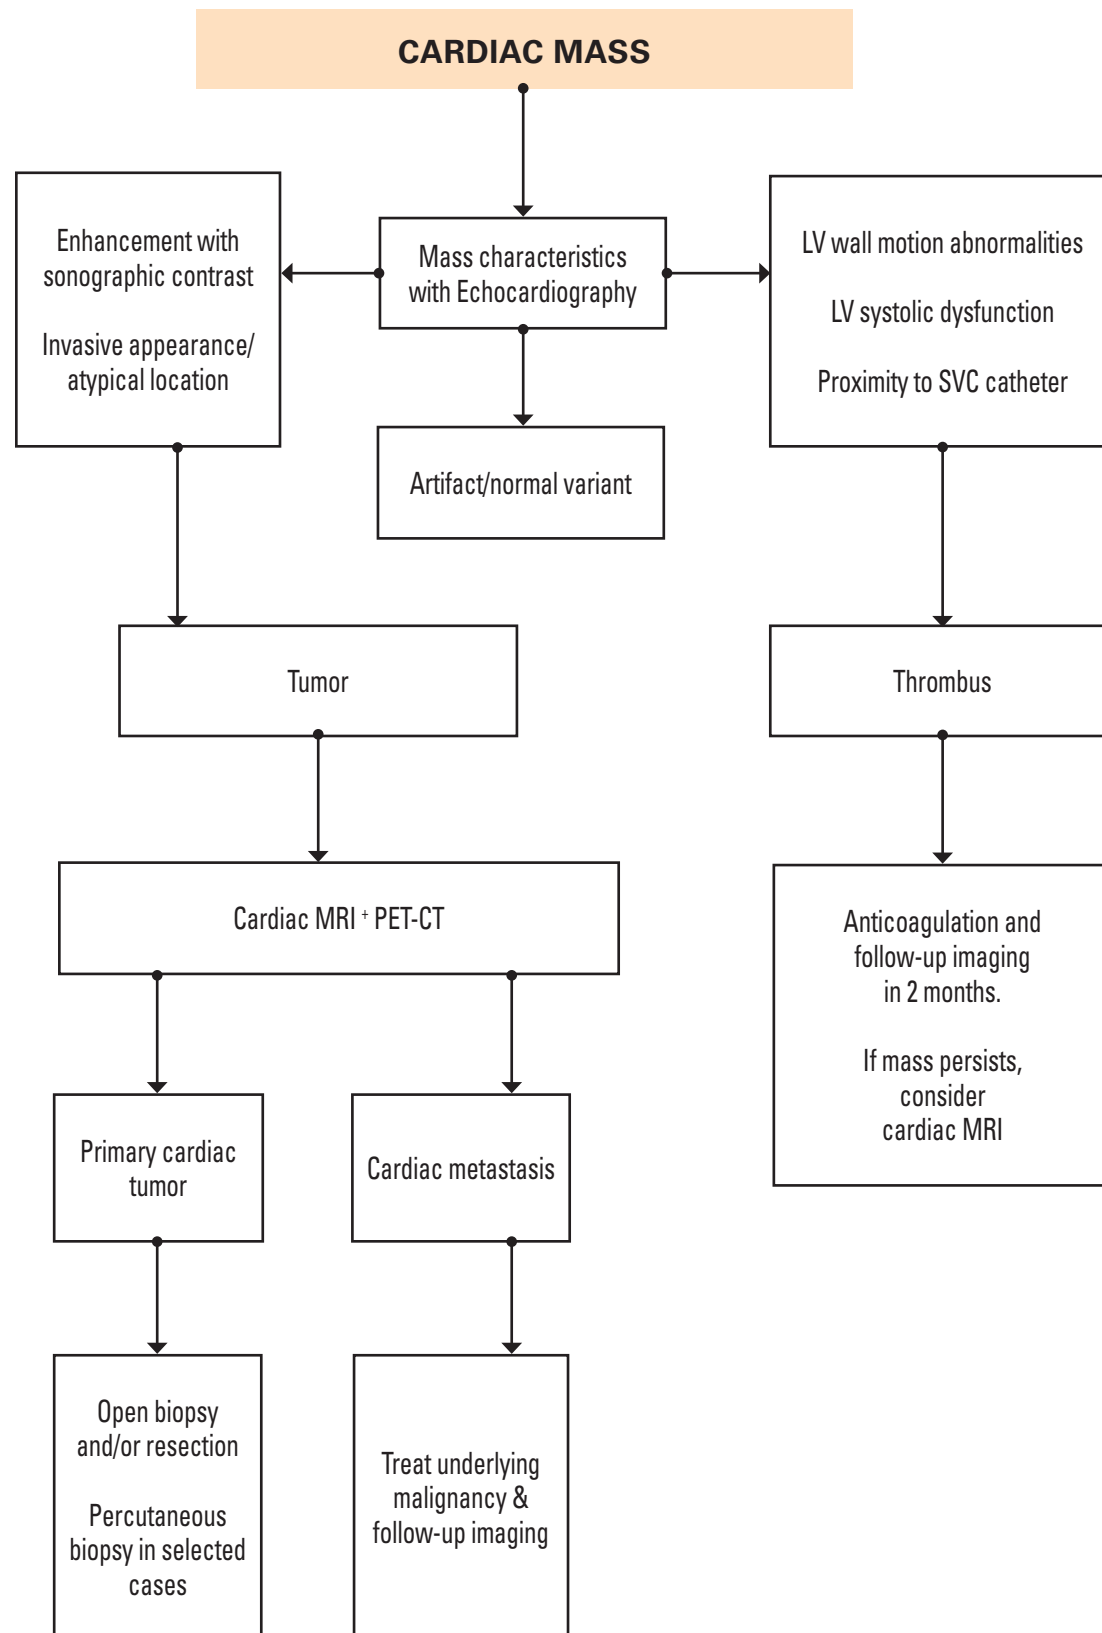 CARDIAC MASS
Enhancement with
sonographic contrast
Invasive appearance/
atypical location
Mass characteristics
with Echocardiography
LV wall motion abnormalities
LV systolic dysfunction
Proximity to SVC catheter
Artifact/normal variant
Tumor
Thrombus
Cardiac MRI + PET-CT
Anticoagulation and
follow-up imaging
in 2 months.
If mass persists,
consider
cardiac MRI
Primary cardiac
tumor
Cardiac metastasis
Open biopsy
and/or resection
Percutaneous
biopsy in selected
cases
Treat underlying
malignancy &
follow-up imaging